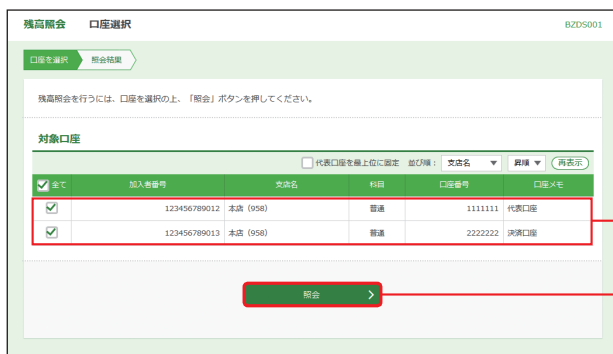 残高照会 口座選択 BZDS001
口座を選択 照会結果
残高照会を行うには、口座を選択の上、「照会」ボタンを押してください。
対象口座
代表口座を最上位に固定 並び順： 支店名 ▼ 昇順 ▼ 再表示
全て 加入者番号 支店名 科目 口座番号 口座メモ
123456789012 本店（958） 普通 1111111 代表口座
123456789013 本店（958） 普通 2222222 決済口座
照会